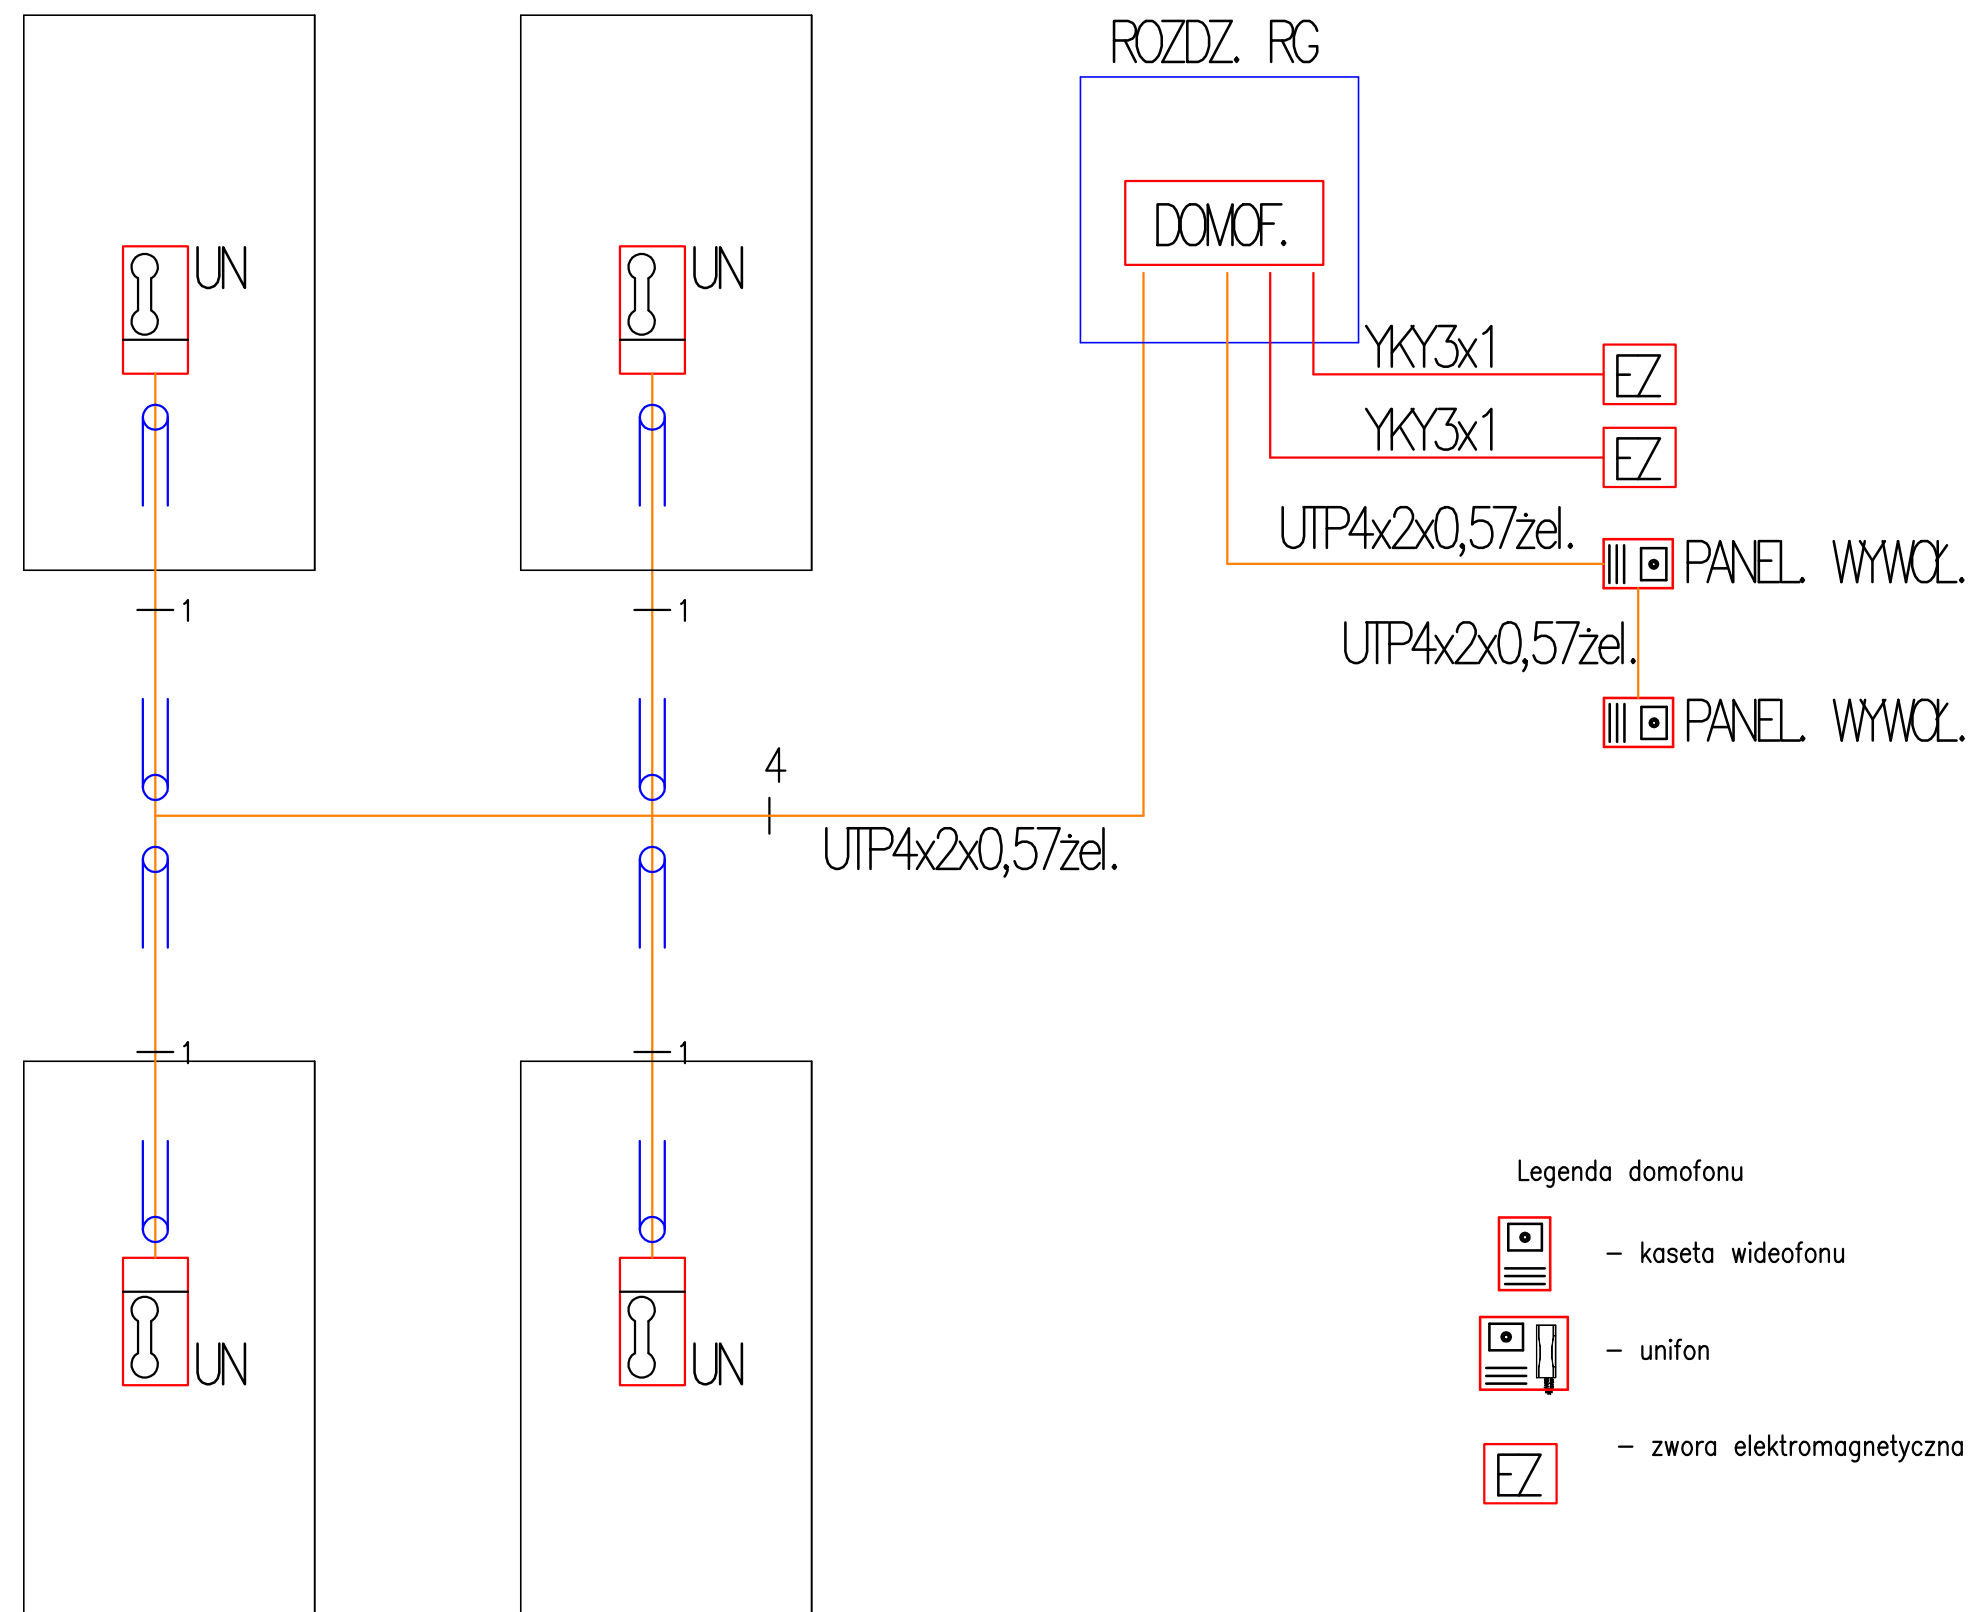 ROZDZ. RG
DOMOF.
UN
UN
YKY3x1
EZ
YKY3x1
EZ
UTP4x2x0,57żel.
PANEL. WYWOŁ.
1
1
UTP4x2x0,57żel.
PANEL. WYWOŁ.
4
UTP4x2x0,57żel.
1
1
UN
UN
Legenda domofonu
– kaseta wideofonu
– unifon
– zwora elektromagnetyczna
EZ